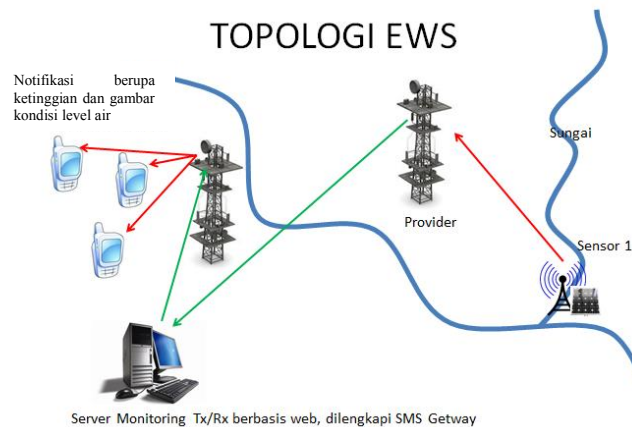 TOPOLOGI EWS
Notifikasi berupa
ketinggian dan gambar
kondisi level air
Sungai
Provider
Sensor 1
Server Monitoring Tx/Rx berbasis web, dilengkapi SMS Getway